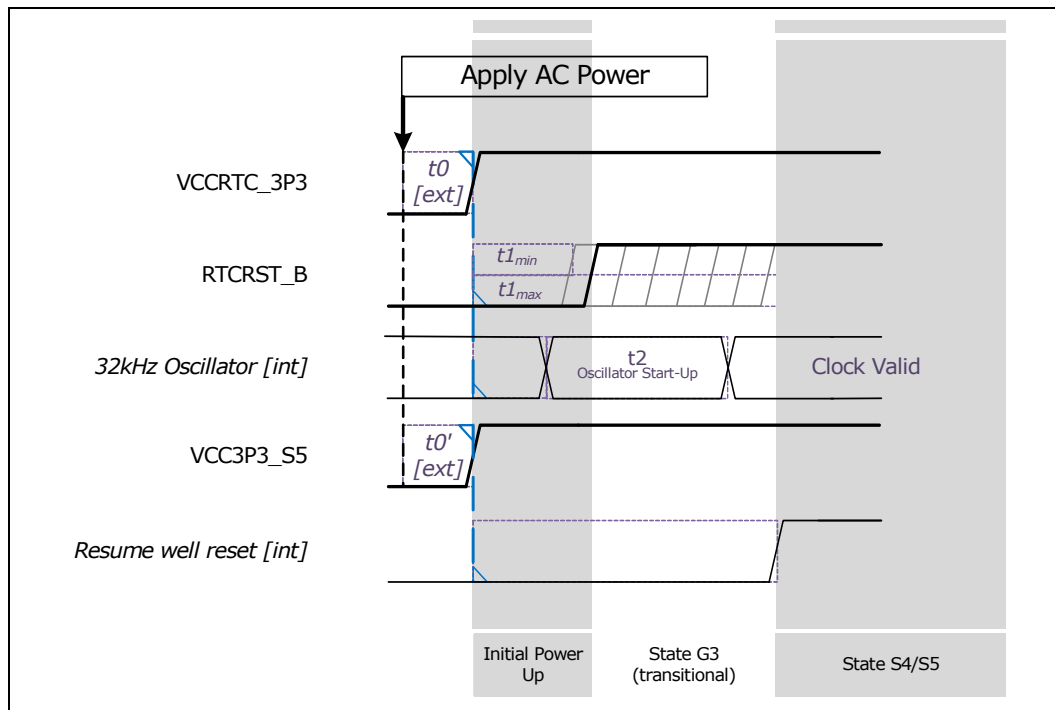 Apply AC Power
VCCRTC_3P3
t0
[ext]
RTCRST_B
t1min
t1max
32kHz Oscillator [int]
t2
Oscillator Start-Up
Clock Valid
VCC3P3_S5
t0'
[ext]
Resume well reset [int]
Initial Power
Up
State G3
(transitional)
State S4/S5